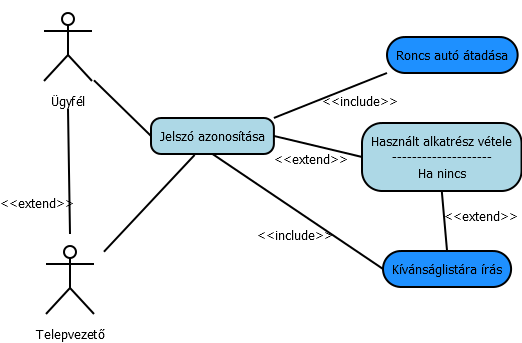 Roncs autó átadása
<<include>>
Ügyfél
Jelszó azonosítása
Használt alkatrész vétele
--------------------
Ha nincs
<<extend>>
<<extend>>
<<extend>>
<<include>>
Kívánságlistára írás
Telepvezető